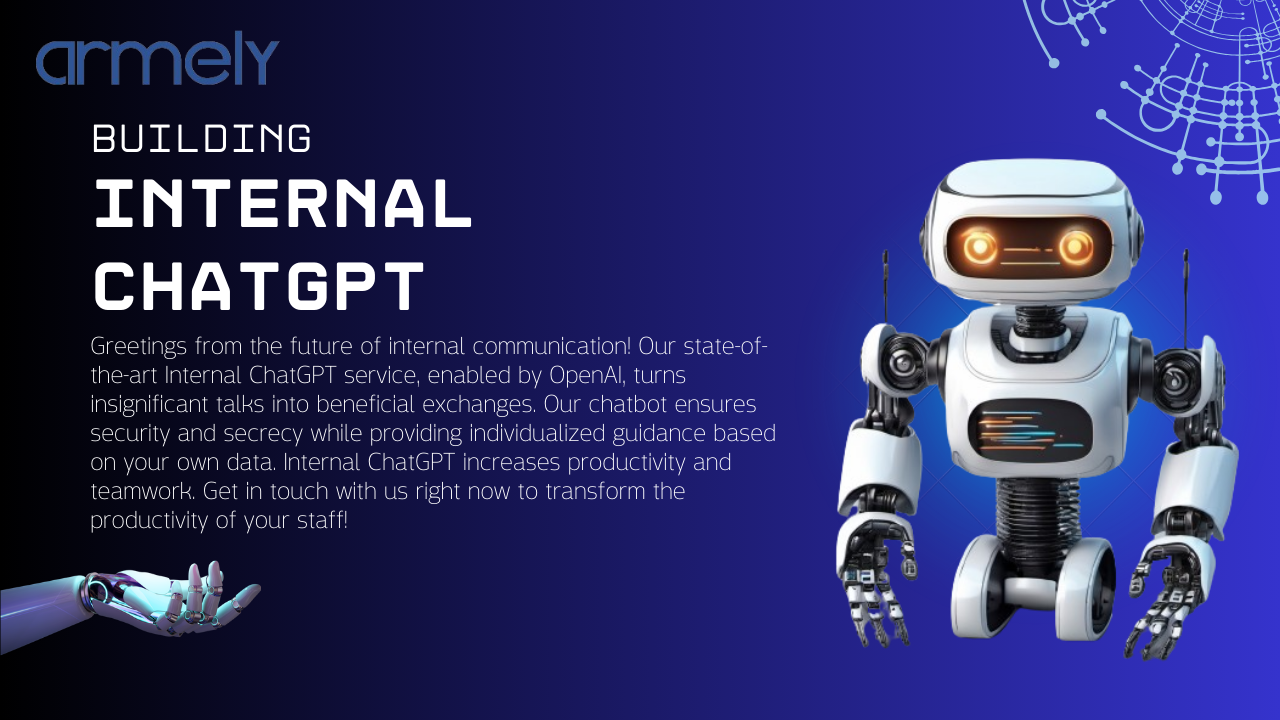 armely
BUILDING
INTERNAL
CHATGPT
Greetings from the future of internal communication! Our state-of-
the-art Internal ChatGPT service, enabled by OpenAI, turns
insignificant talks into beneficial exchanges. Our chatbot ensures
security and secrecy while providing individualized guidance based
on your own data. Internal ChatGPT increases productivity and
teamwork. Get in touch with us right now to transform the
productivity of your staff!